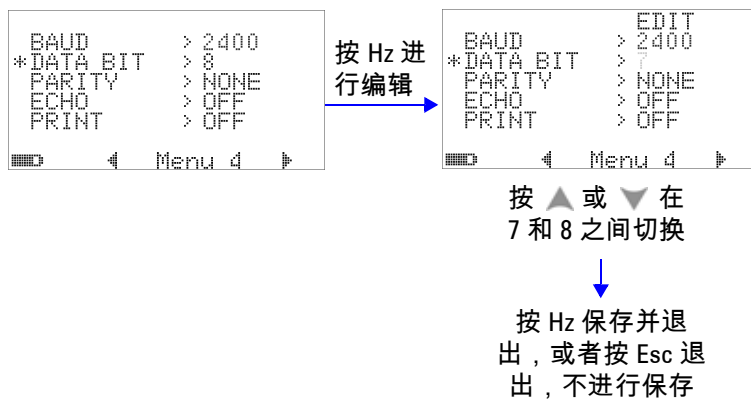 BAUD > 2400
*DATA BIT > 8
PARITY > NONE
ECHO > OFF
PRINT > OFF
Menu 4
按 Hz 进
行编辑
EDIT
BAUD > 2400
*DATA BIT > 7
PARITY > NONE
ECHO > OFF
PRINT > OFF
Menu 4
按 ▲ 或 ▼ 在
7 和 8 之间切换
按 Hz 保存并退
出，或者按 Esc 退
出，不进行保存